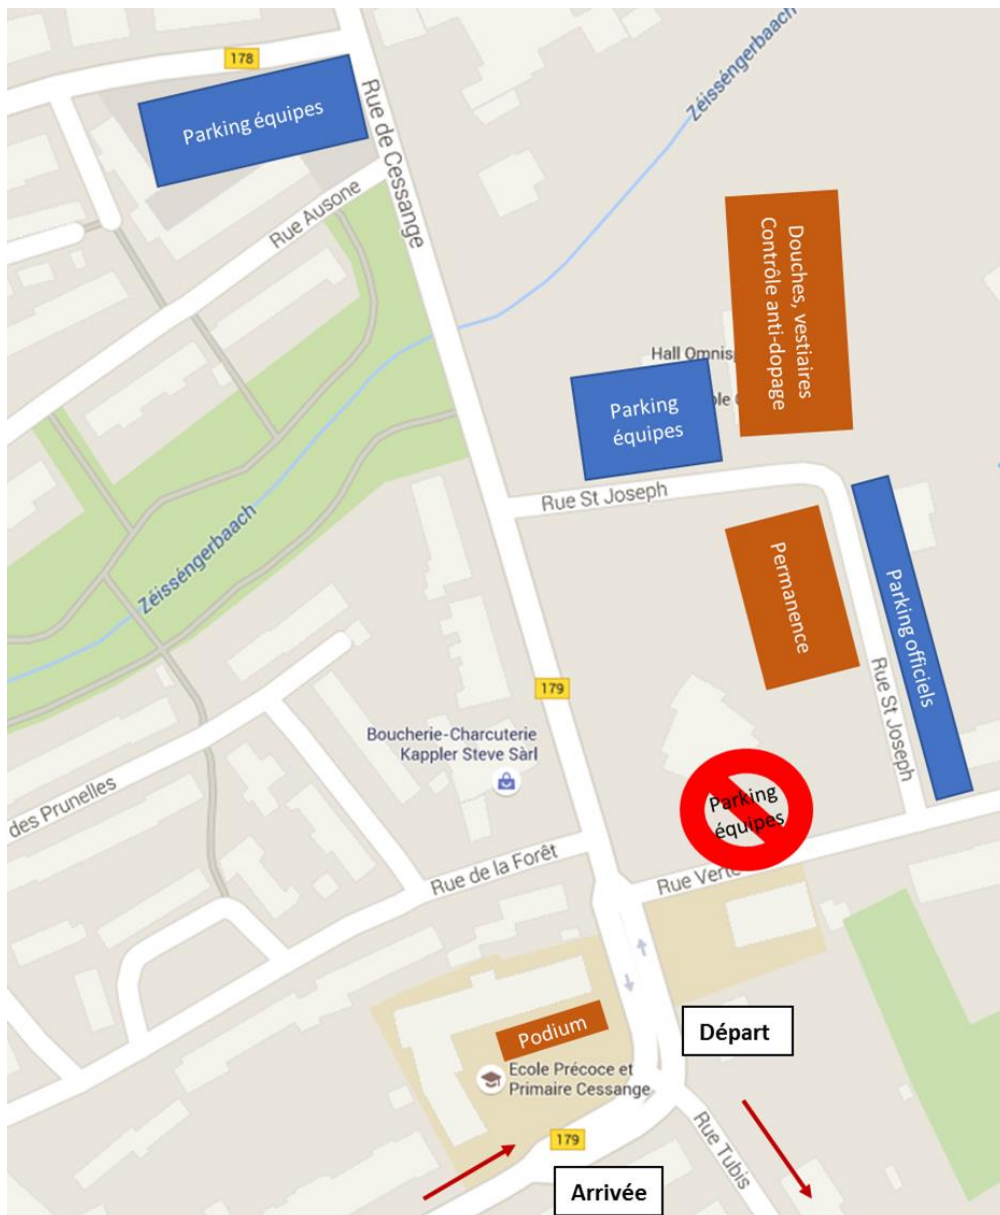 178
Parking équipes
Rue de Cessange
Zéisséngerbaach
Rue Ausone
Douches, vestiaires
Contrôle anti-dopage
Hall Omnisp
Parking
équipes
Rue St Joseph
Zéisséngerbaach
Permanence
Parking officiels
Rue St Joseph
179
Boucherie-Charcuterie
Kappler Steve Sàrl
des Prunelles
Parking
équipes
Rue de la Forêt
Rue Verte
Podium
Départ
Ecole Précoce et
Primaire Cessange
179
Rue Tubis
Arrivée